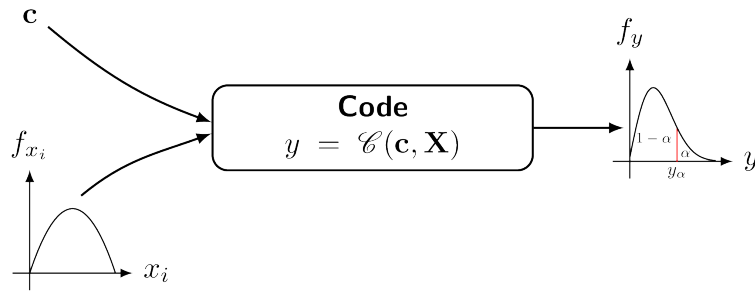 c
f_{x_i}
x_i
Code
y = 𝒞(c, X)
f_y
1 − α
α
y_α
y